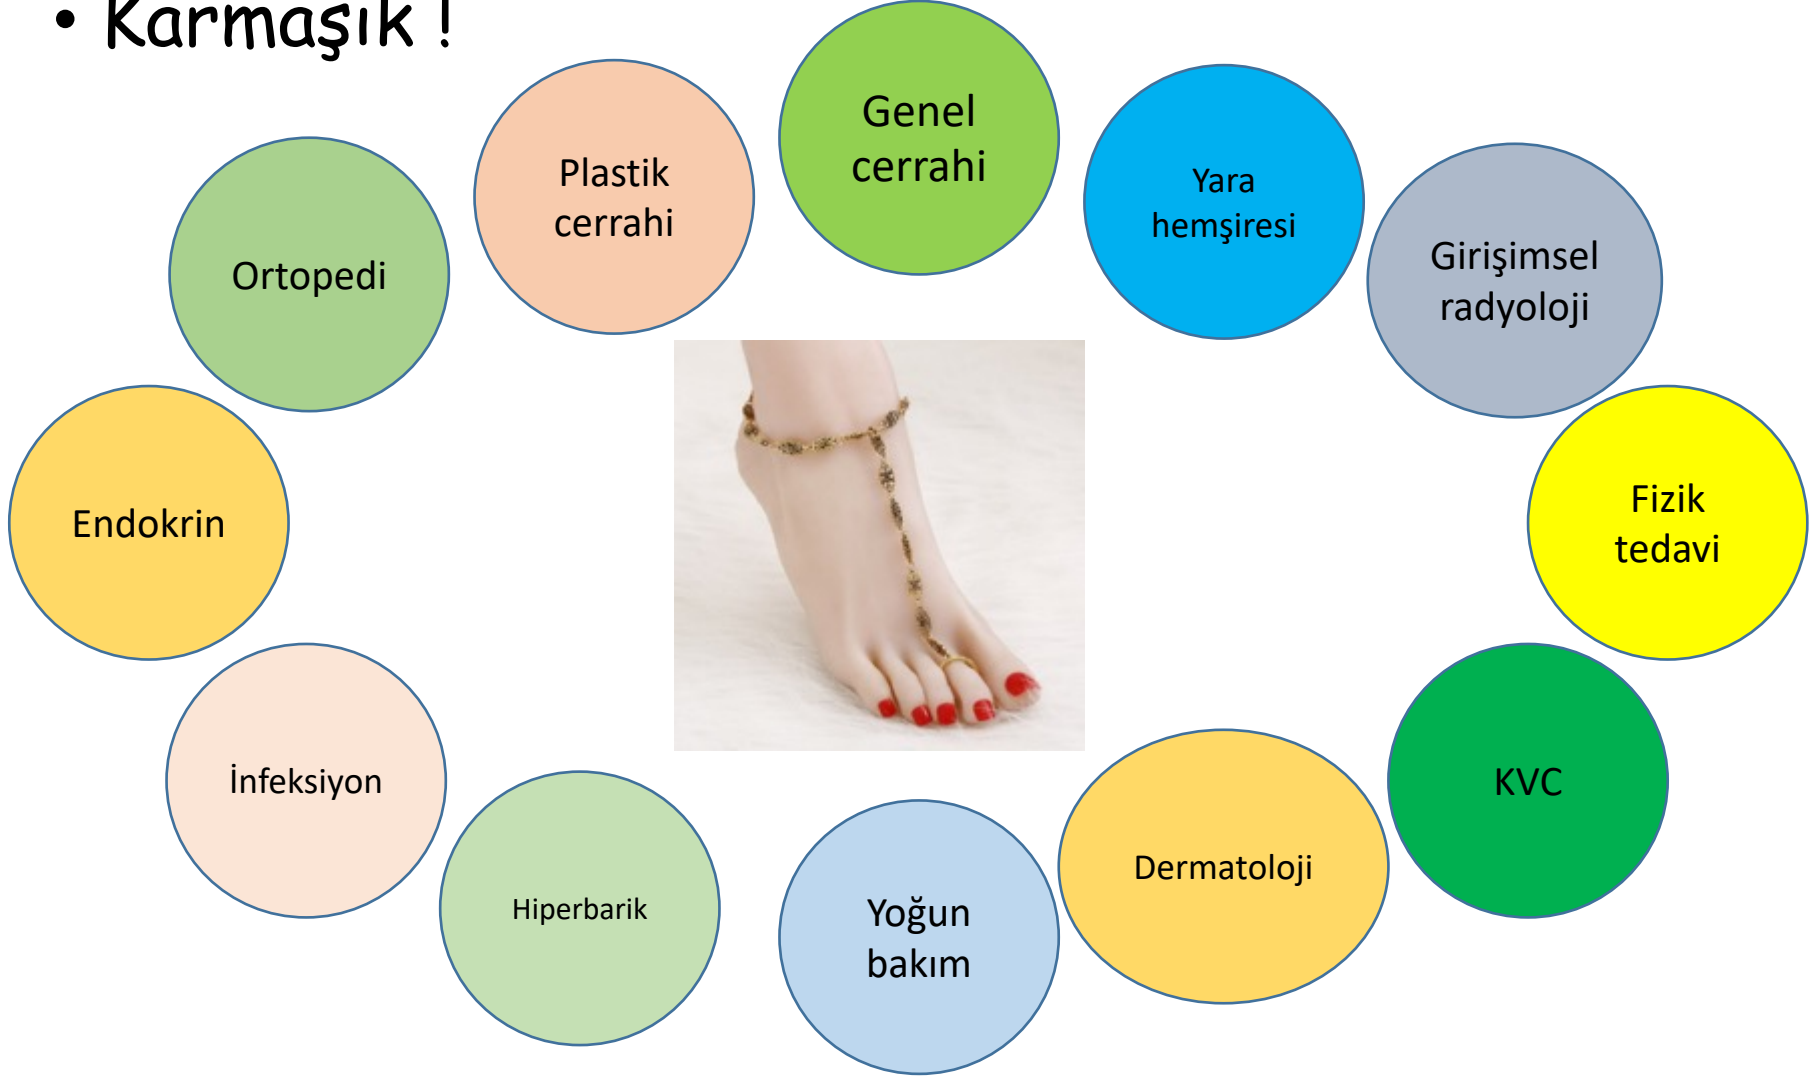 • Karmaşık !
Genel
cerrahi
Plastik
cerrahi
Yara
hemşiresi
Girişimsel
radyoloji
Ortopedi
Fizik
tedavi
Endokrin
İnfeksiyon
KVC
Dermatoloji
Hiperbarik
Yoğun
bakım